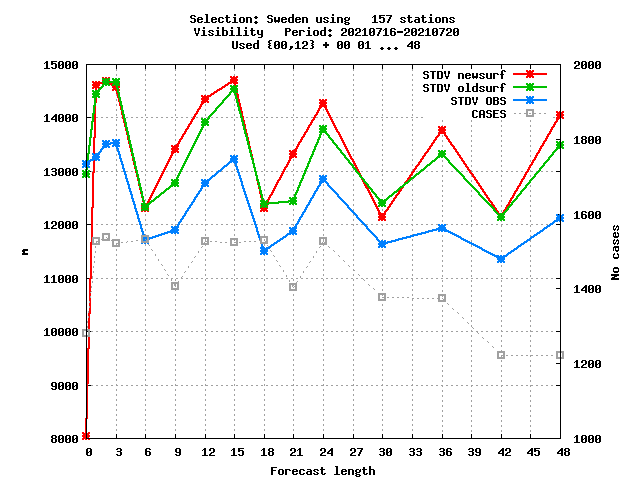 Selection: Sweden using   157 stations
Visibility   Period: 20210716-20210720
Used {00,12} + 00 01 ... 48
15000
14000
13000
12000
11000
10000
9000
8000
m
2000
1800
1600
1400
1200
1000
No cases
STDV newsurf
STDV oldsurf
STDV OBS
CASES
0 3 6 9 12 15 18 21 24 27 30 33 36 39 42 45 48
Forecast length